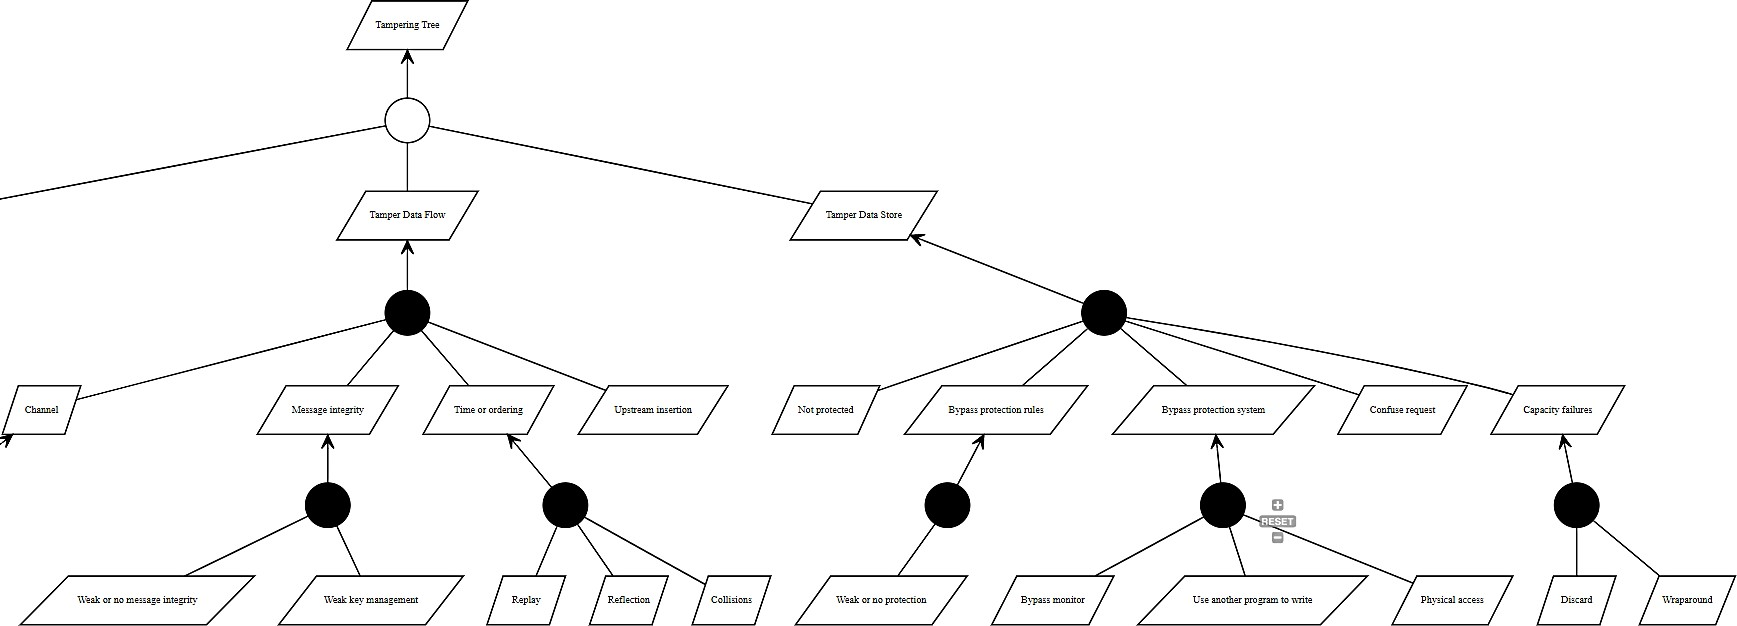 Tampering Tree
Tamper Data Flow
Tamper Data Store
Channel
Message integrity
Time or ordering
Upstream insertion
Not protected
Bypass protection rules
Bypass protection system
Confuse request
Capacity failures
RESET
Weak or no message integrity
Weak key management
Replay
Reflection
Collisions
Weak or no protection
Bypass monitor
Use another program to write
Physical access
Discard
Wraparound